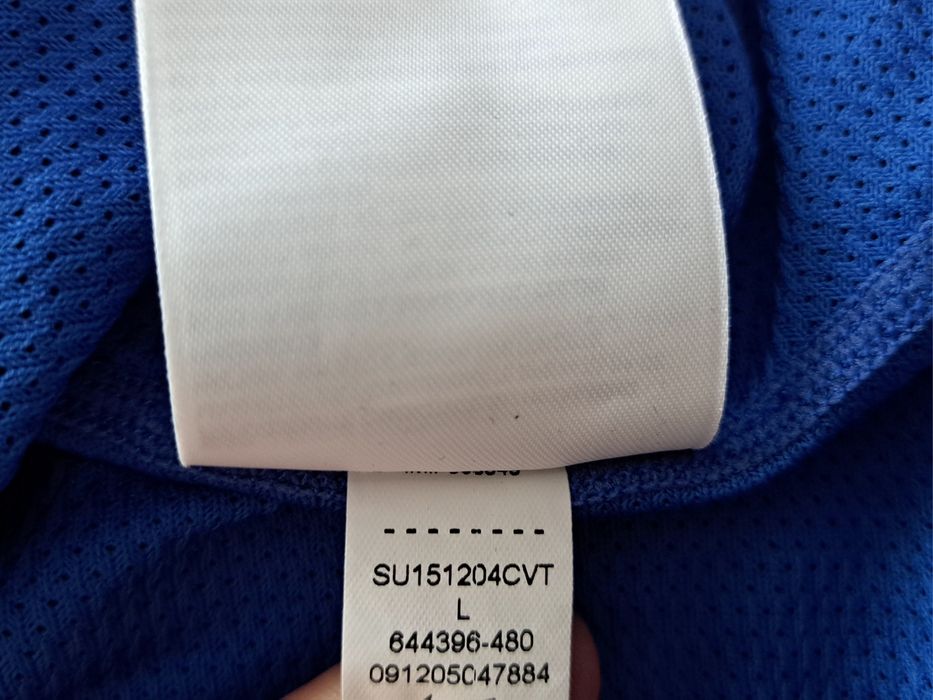 - - - - - - - -
SU151204CVT
L
644396-480
091205047884